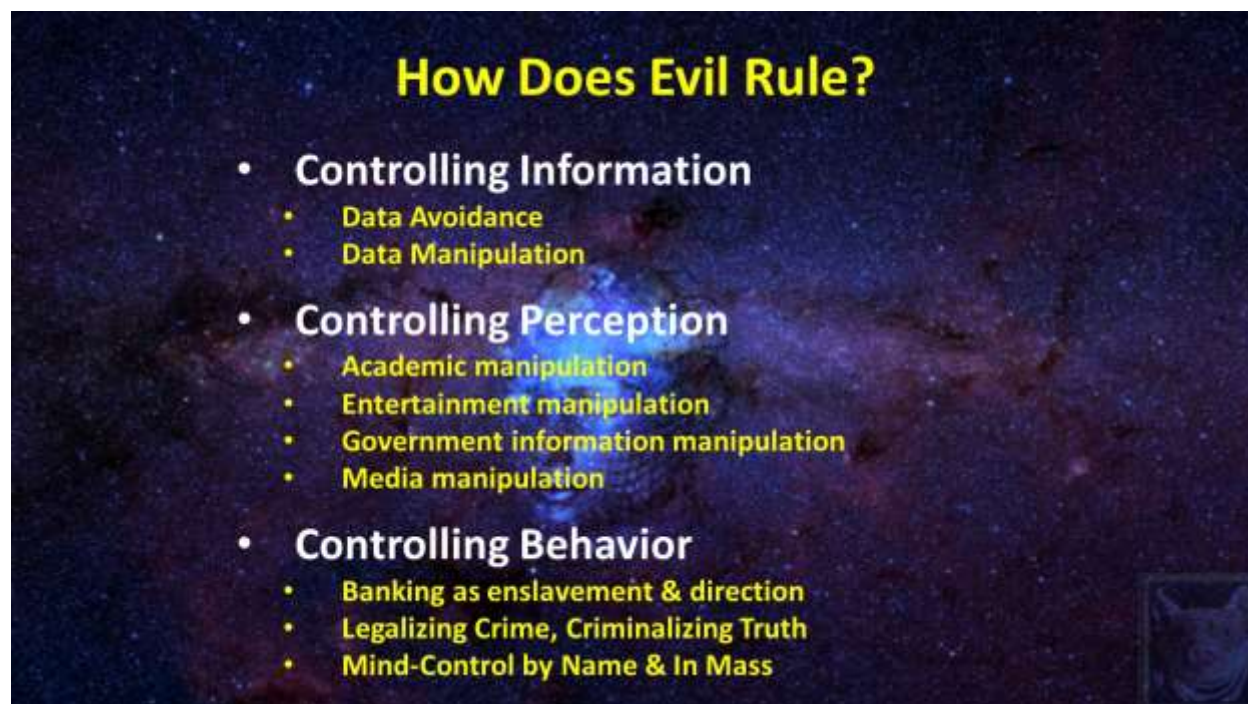 How Does Evil Rule?
• Controlling Information
• Data Avoidance
• Data Manipulation
• Controlling Perception
• Academic manipulation
• Entertainment manipulation
• Government information manipulation
• Media manipulation
• Controlling Behavior
• Banking as enslavement & direction
• Legalizing Crime, Criminalizing Truth
• Mind-Control by Name & In Mass